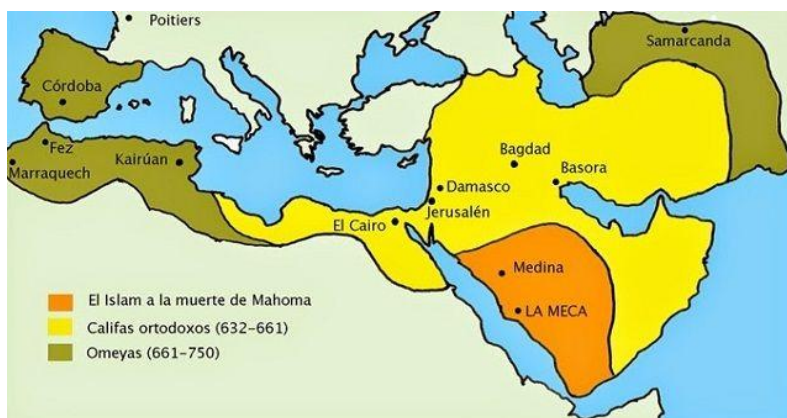 Poitiers
Samarcanda
Córdoba
Fez
Kairúan
Marraquech
Bagdad
Basora
Damasco
Jerusalén
El Cairo
Medina
LA MECA
El Islam a la muerte de Mahoma
Califas ortodoxos (632-661)
Omeyas (661-750)